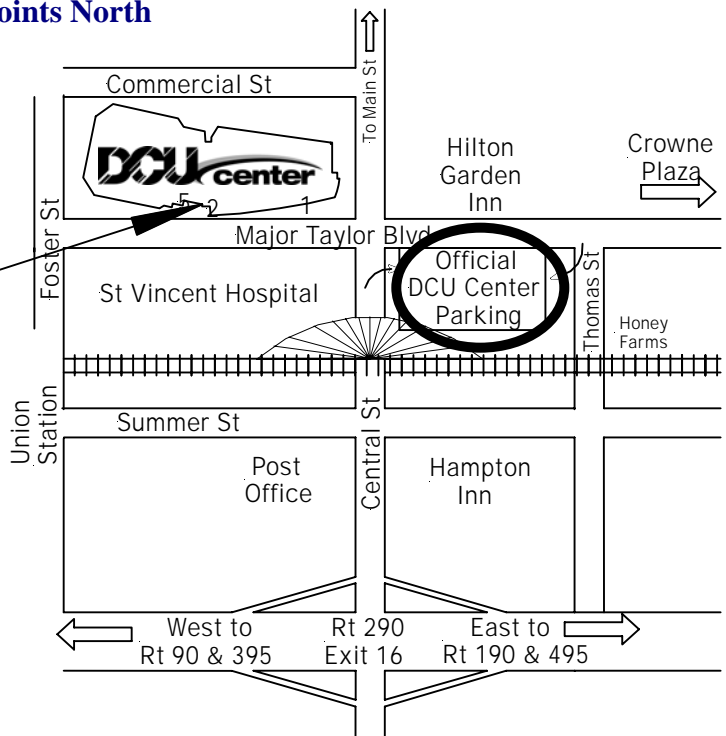 oints North
Commercial St
To Main St
DCU center
5 2 1
Hilton
Garden
Inn
Crowne
Plaza
Foster St
Major Taylor Blvd
St Vincent Hospital
Official
DCU Center
Parking
Thomas St
Honey
Farms
Union
Station
Summer St
Central St
Post
Office
Hampton
Inn
West to
Rt 90 & 395
Rt 290
Exit 16
East to
Rt 190 & 495